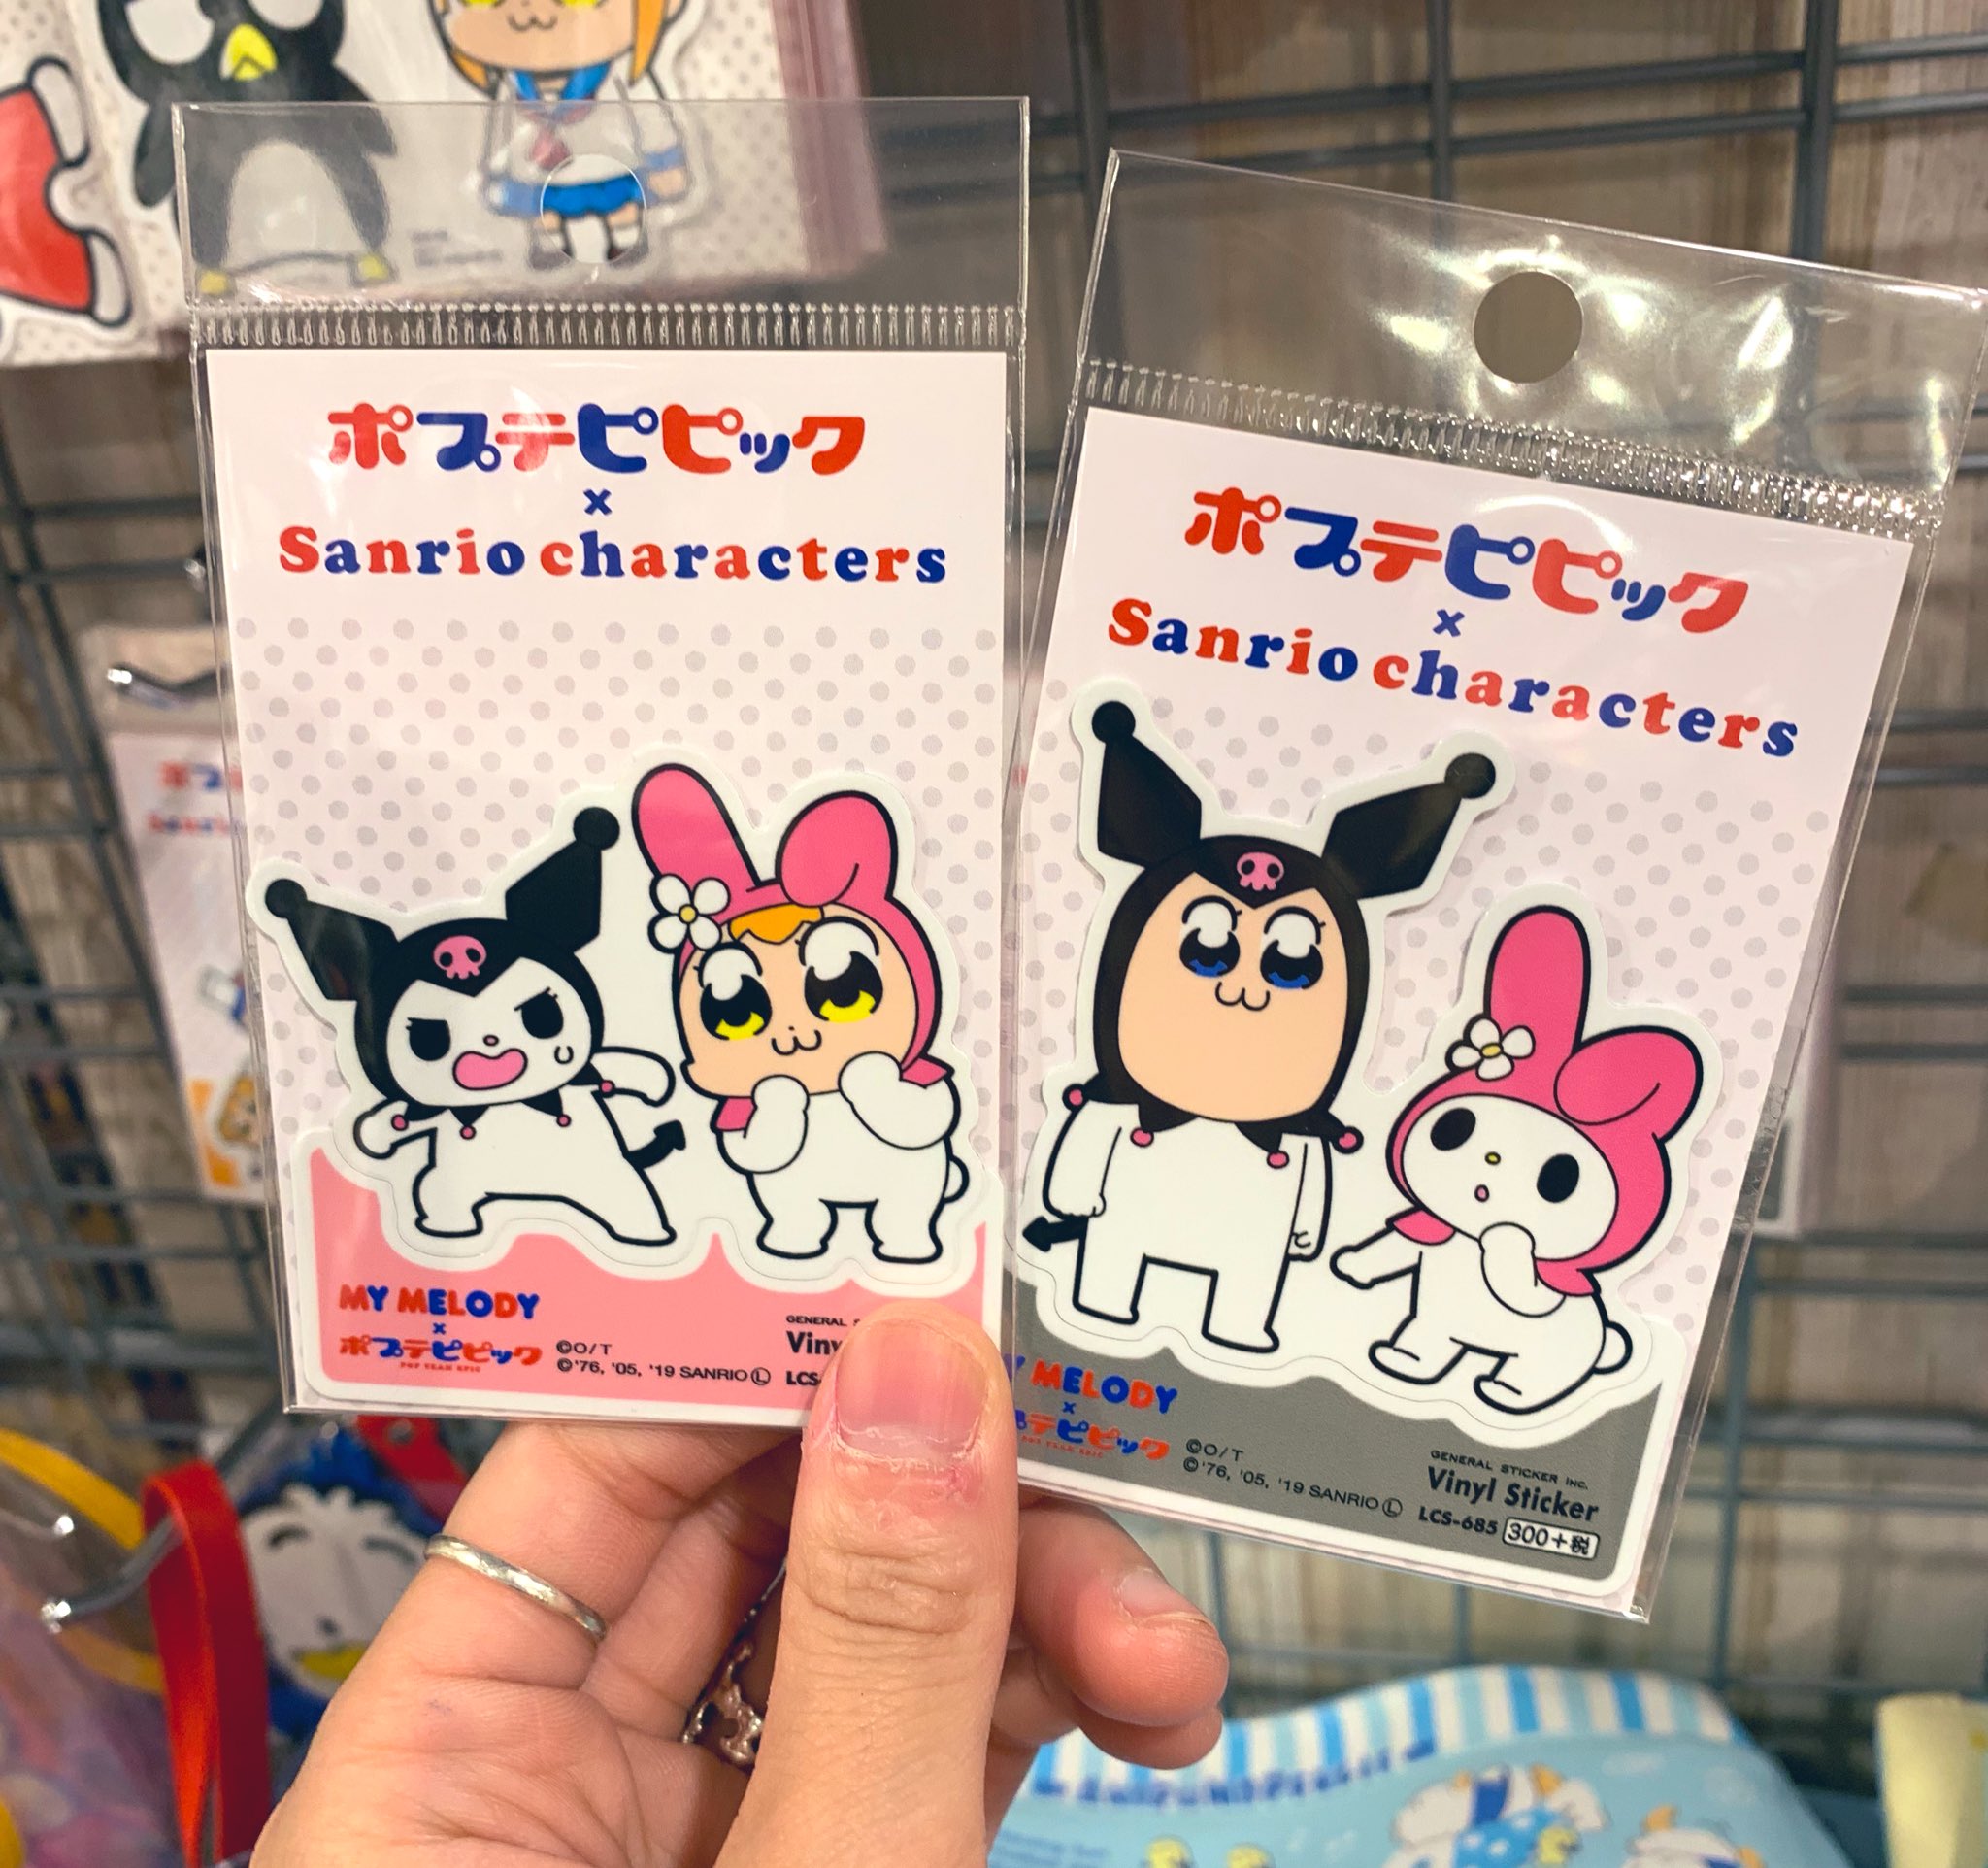 ポプテピピック
×
Sanrio characters
MY MELODY
×
ポプテピピック
POP TEAM EPIC
©O/T
©'76, '05, '19 SANRIO Ⓛ
GENERAL
LCS-
ポプテピピック
×
Sanrio characters
MELODY
×
テピピック
©O/T
©'76, '05, '19 SANRIO Ⓛ
GENERAL STICKER INC.
Vinyl Sticker
LCS-685 300+税